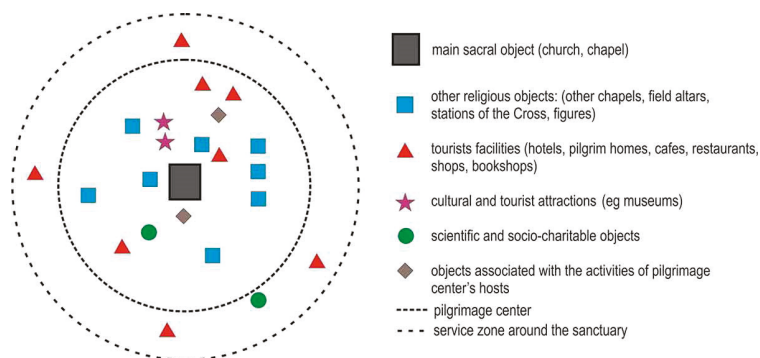 main sacral object (church, chapel)
other religious objects: (other chapels, field altars,
stations of the Cross, figures)
tourists facilities (hotels, pilgrim homes, cafes, restaurants,
shops, bookshops)
cultural and tourist attractions (eg museums)
scientific and socio-charitable objects
objects associated with the activities of pilgrimage
center's hosts
pilgrimage center
service zone around the sanctuary